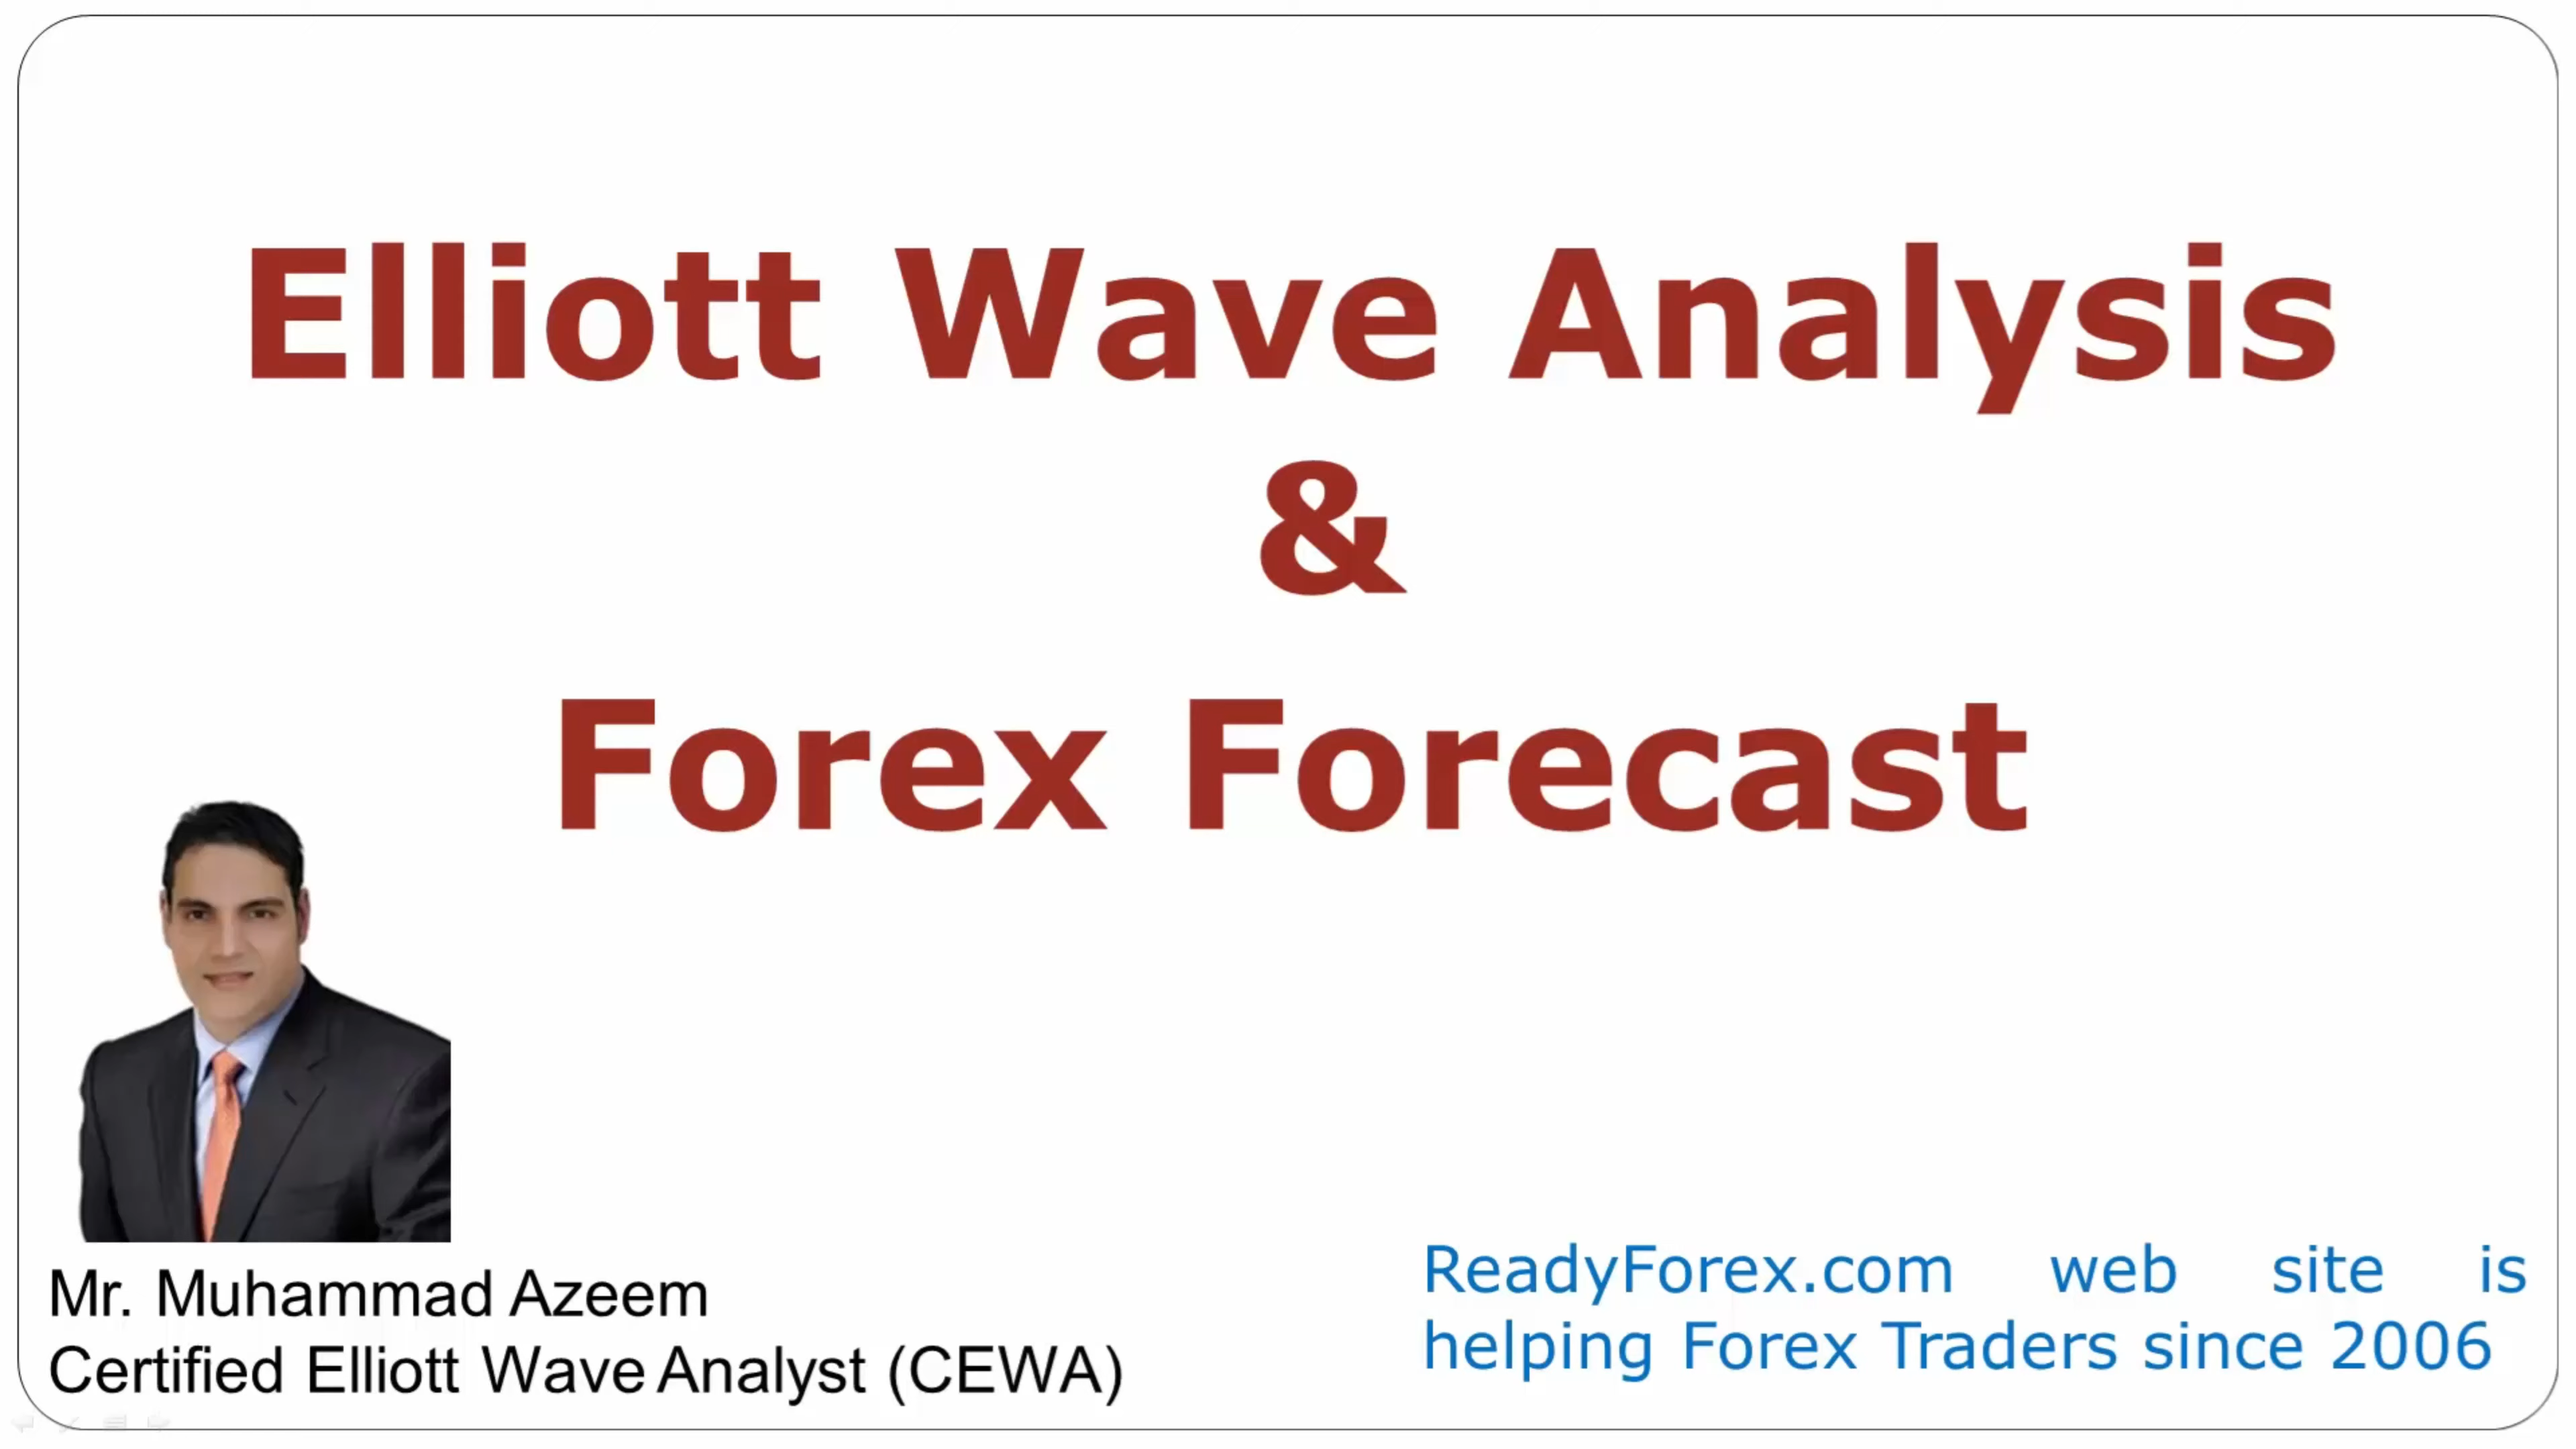 Elliott Wave Analysis
&
Forex Forecast
Mr. Muhammad Azeem
Certified Elliott Wave Analyst (CEWA)
ReadyForex.com web site is
helping Forex Traders since 2006